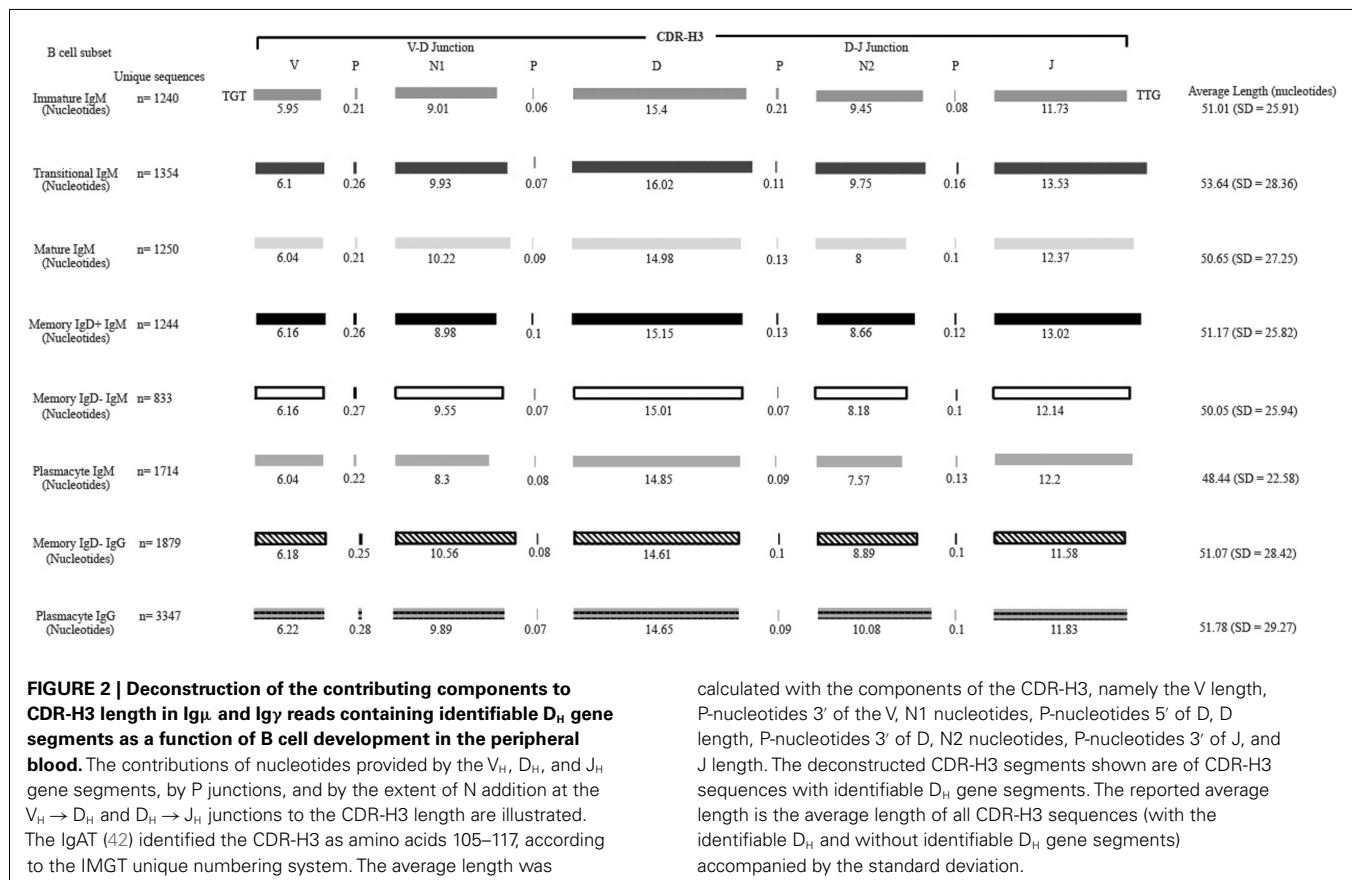 CDR-H3
B cell subset
V-D Junction
D-J Junction
Unique sequences
V P N1 P D P N2 P J
Immature IgM n= 1240 TGT TTG Average Length (nucleotides)
(Nucleotides) 5.95 0.21 9.01 0.06 15.4 0.21 9.45 0.08 11.73 51.01 (SD = 25.91)
Transitional IgM n= 1354
(Nucleotides) 6.1 0.26 9.93 0.07 16.02 0.11 9.75 0.16 13.53 53.64 (SD = 28.36)
Mature IgM n= 1250
(Nucleotides) 6.04 0.21 10.22 0.09 14.98 0.13 8 0.1 12.37 50.65 (SD = 27.25)
Memory IgD+ IgM n= 1244
(Nucleotides) 6.16 0.26 8.98 0.1 15.15 0.13 8.66 0.12 13.02 51.17 (SD = 25.82)
Memory IgD- IgM n= 833
(Nucleotides) 6.16 0.27 9.55 0.07 15.01 0.07 8.18 0.1 12.14 50.05 (SD = 25.94)
Plasmacyte IgM n= 1714
(Nucleotides) 6.04 0.22 8.3 0.08 14.85 0.09 7.57 0.13 12.2 48.44 (SD = 22.58)
Memory IgD- IgG n= 1879
(Nucleotides) 6.18 0.25 10.56 0.08 14.61 0.1 8.89 0.1 11.58 51.07 (SD = 28.42)
Plasmacyte IgG n= 3347
(Nucleotides) 6.22 0.28 9.89 0.07 14.65 0.09 10.08 0.1 11.83 51.78 (SD = 29.27)
FIGURE 2 | Deconstruction of the contributing components to
CDR-H3 length in Igμ and Igγ reads containing identifiable DH gene
segments as a function of B cell development in the peripheral
blood. The contributions of nucleotides provided by the VH, DH, and JH
gene segments, by P junctions, and by the extent of N addition at the
VH → DH and DH → JH junctions to the CDR-H3 length are illustrated.
The IgAT (42) identified the CDR-H3 as amino acids 105–117, according
to the IMGT unique numbering system. The average length was
calculated with the components of the CDR-H3, namely the V length,
P-nucleotides 3′ of the V, N1 nucleotides, P-nucleotides 5′ of D, D
length, P-nucleotides 3′ of D, N2 nucleotides, P-nucleotides 3′ of J, and
J length. The deconstructed CDR-H3 segments shown are of CDR-H3
sequences with identifiable DH gene segments. The reported average
length is the average length of all CDR-H3 sequences (with the
identifiable DH and without identifiable DH gene segments)
accompanied by the standard deviation.